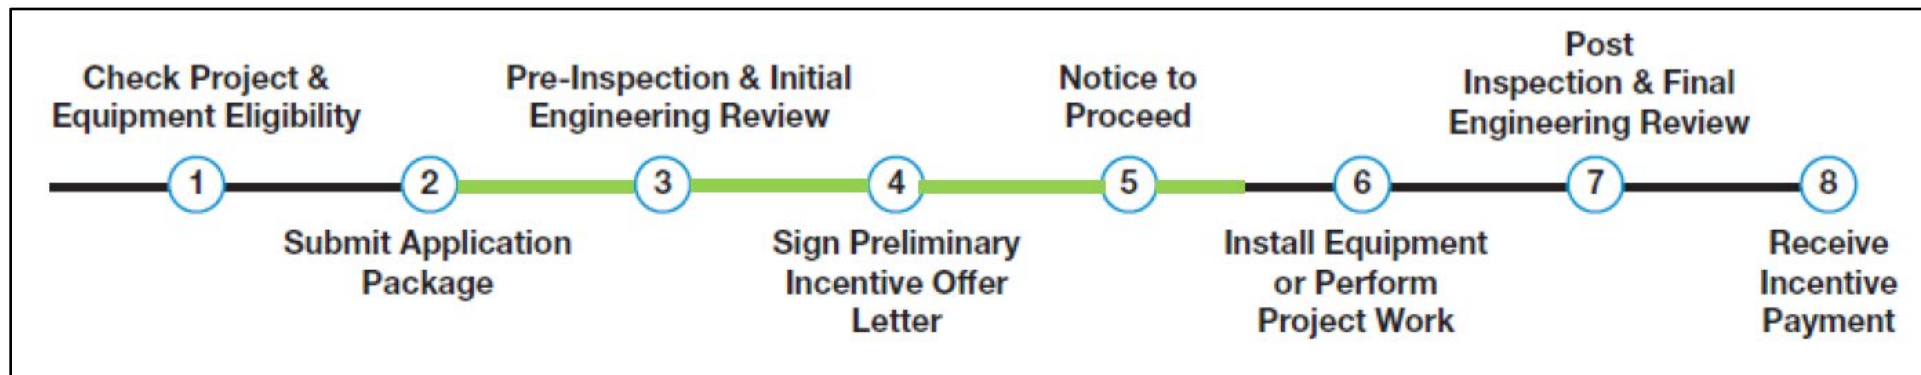 Check Project &
Equipment Eligibility
1
Submit Application
Package
2
Pre-Inspection & Initial
Engineering Review
3
Sign Preliminary
Incentive Offer
Letter
4
Notice to
Proceed
5
Install Equipment
or Perform
Project Work
6
Post
Inspection & Final
Engineering Review
7
Receive
Incentive
Payment
8